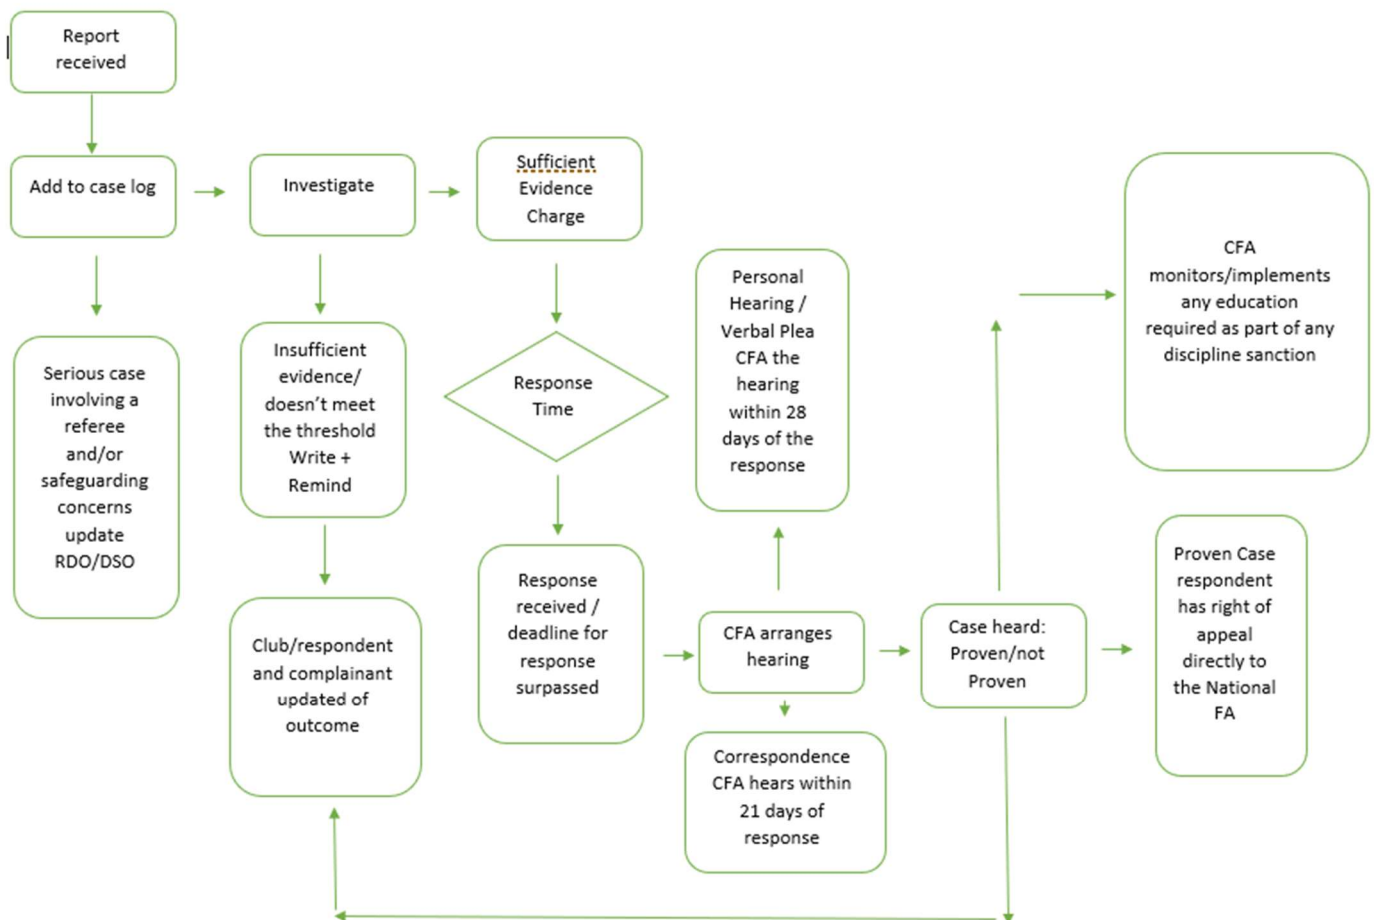 Report
received
Add to case log
Investigate
Sufficient
Evidence
Charge
Serious case
involving a
referee
and/or
safeguarding
concerns
update
RDO/DSO
Insufficient
evidence/
doesn’t meet
the threshold
Write +
Remind
Club/respondent
and complainant
updated of
outcome
Response
Time
Response
received /
deadline for
response
surpassed
Personal
Hearing /
Verbal Plea
CFA the
hearing
within 28
days of the
response
CFA arranges
hearing
Correspondence
CFA hears within
21 days of
response
Case heard:
Proven/not
Proven
CFA
monitors/implements
any education
required as part of any
discipline sanction
Proven Case
respondent
has right of
appeal
directly to
the National
FA